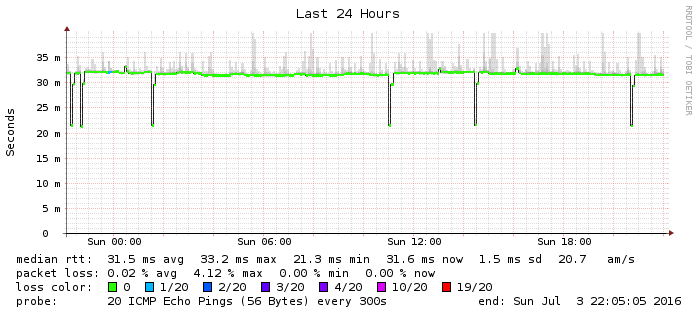 Last 24 Hours
RRDTOOL / TOBI OETIKER
Seconds
35 m
30 m
25 m
20 m
15 m
10 m
5 m
0
Sun 00:00 Sun 06:00 Sun 12:00 Sun 18:00
median rtt: 31.5 ms avg 33.2 ms max 21.3 ms min 31.6 ms now 1.5 ms sd 20.7 am/s
packet loss: 0.02 % avg 4.12 % max 0.00 % min 0.00 % now
loss color: 0 1/20 2/20 3/20 4/20 10/20 19/20
probe: 20 ICMP Echo Pings (56 Bytes) every 300s end: Sun Jul 3 22:05:05 2016